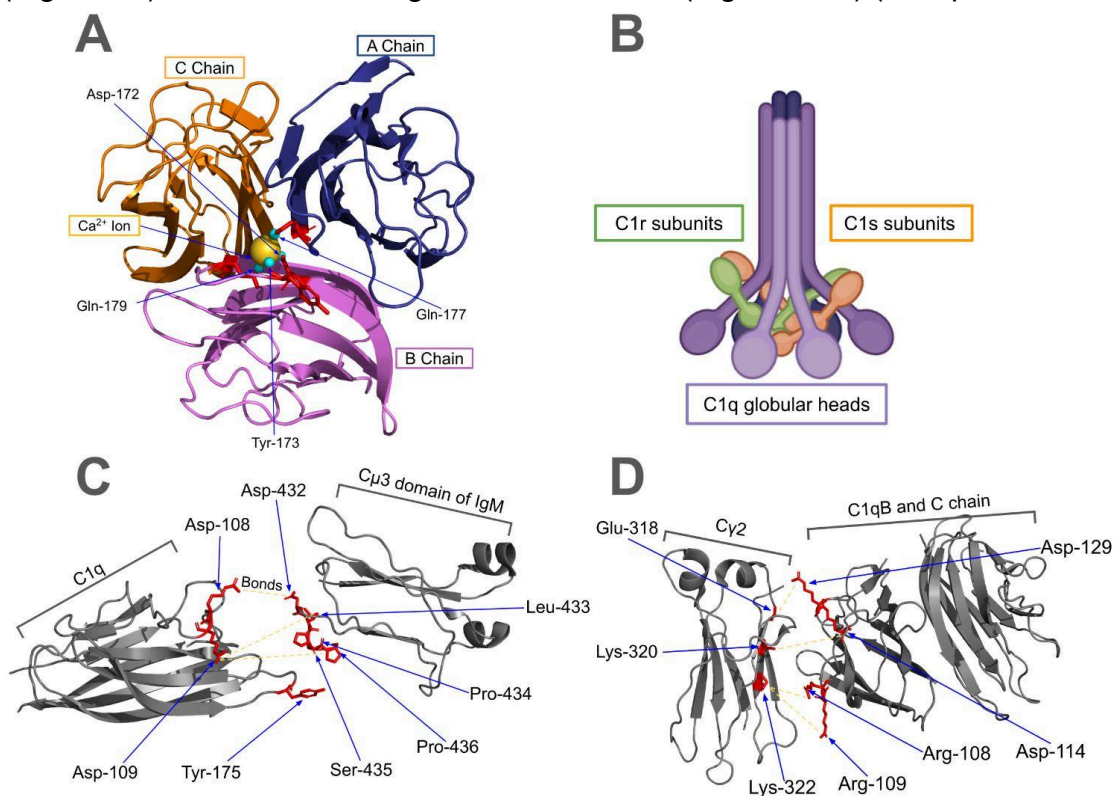 A
B
A Chain
C Chain
Asp-172
Ca²⁺ Ion
C1r subunits
C1s subunits
Gln-179
Gln-177
B Chain
C1q globular heads
Tyr-173
C
D
Asp-432
Cμ3 domain of IgM
C1qB and C chain
Asp-108
Glu-318
Cγ2
Asp-129
C1q
Bonds
Leu-433
Lys-320
Pro-434
Pro-436
Asp-109
Tyr-175
Ser-435
Lys-322
Arg-109
Arg-108
Asp-114